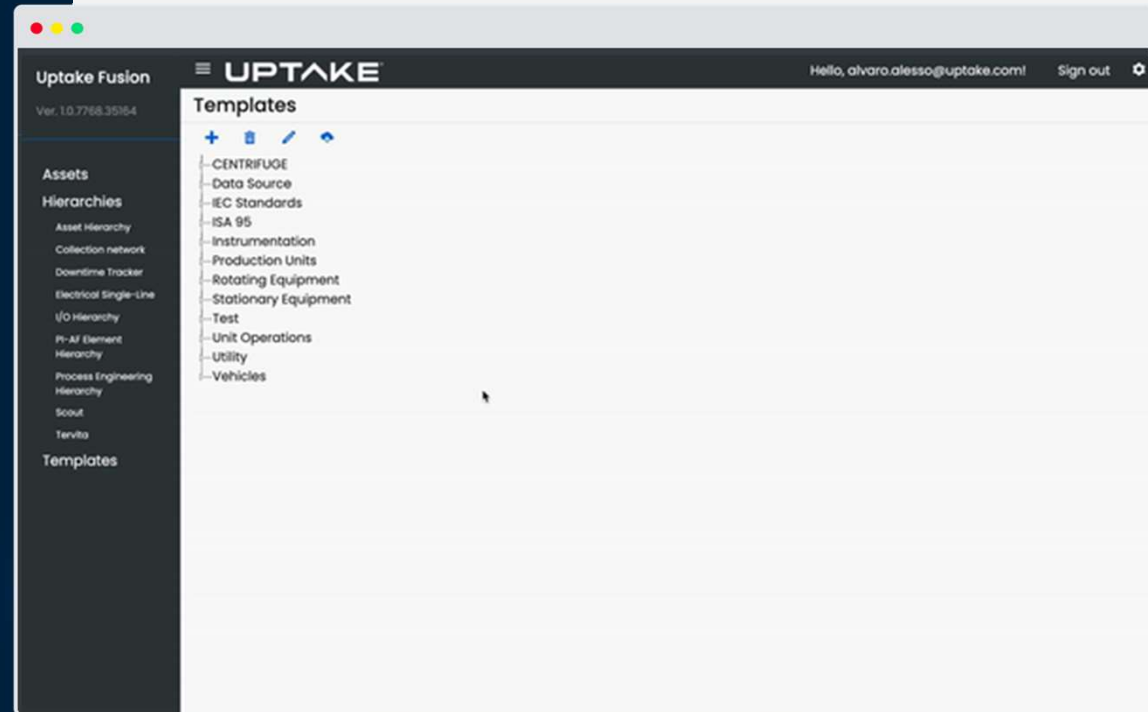 Uptake Fusion
Ver. 1.0.7768.35164
Assets
Hierarchies
Asset Hierarchy
Collection network
Downtime Tracker
Electrical Single-Line
I/O Hierarchy
PI-AF Element
Hierarchy
Process Engineering
Hierarchy
Scout
Tervita
Templates
UPTAKE
Hello, alvaro.alesso@uptake.com!
Sign out
Templates
CENTRIFUGE
Data Source
IEC Standards
ISA 95
Instrumentation
Production Units
Rotating Equipment
Stationary Equipment
Test
Unit Operations
Utility
Vehicles